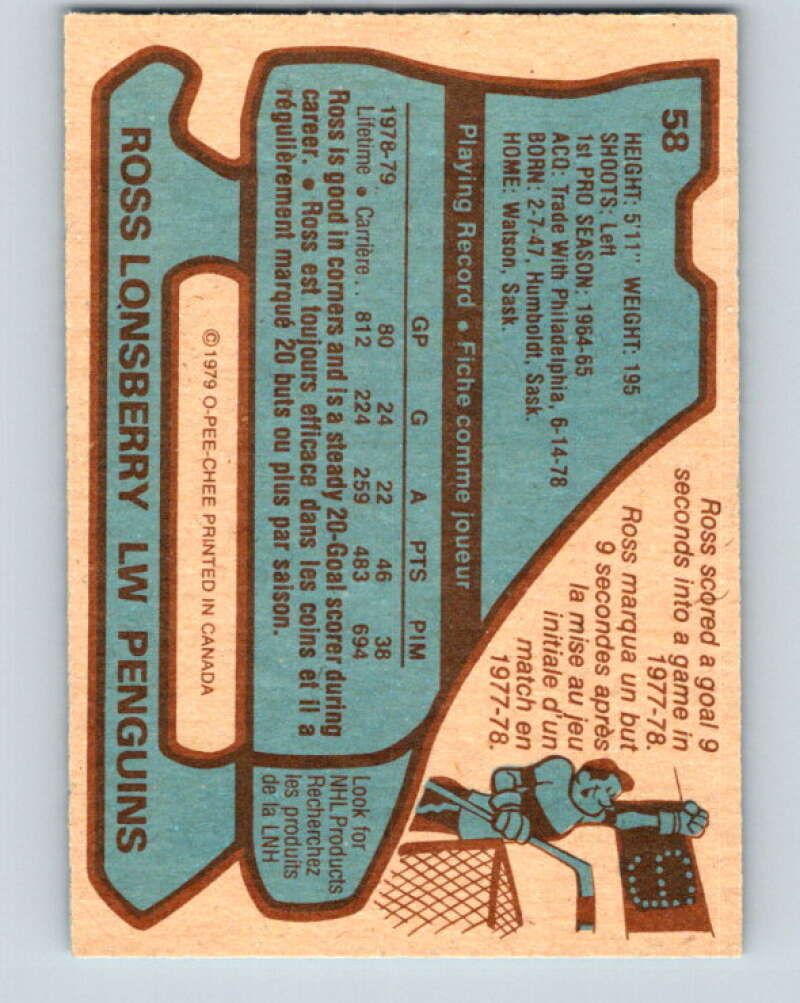 58
HEIGHT: 5'11" WEIGHT: 195
SHOOTS: Left
1st PRO SEASON: 1964-65
ACQ: Trade With Philadelphia, 6-14-78
BORN: 2-7-47, Humboldt, Sask.
HOME: Watson, Sask.
Ross scored a goal 9
seconds into a game in
1977-78.
Ross marqua un but
9 secondes après
la mise au jeu
initiale d'un
match en
1977-78.
Playing Record • Fiche comme joueur
GP G A PTS PIM
1978-79 80 24 22 46 38
Lifetime • Carrière .. 812 224 259 483 694
Ross is good in corners and is a steady 20-Goal scorer during
career. • Ross est toujours efficace dans les coins et il a
régulièrement marqué 20 buts ou plus par saison.
Look for
NHL Products
Recherchez
les produits
de la LNH
©1979 O-PEE-CHEE PRINTED IN CANADA
ROSS LONSBERRY LW PENGUINS